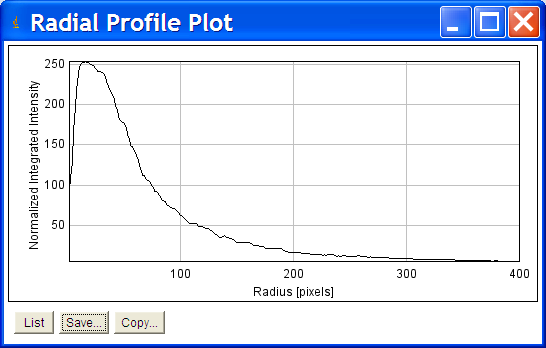 Radial Profile Plot
Normalized Integrated Intensity
250
200
150
100
50
100 200 300 400
Radius [pixels]
List Save... Copy...